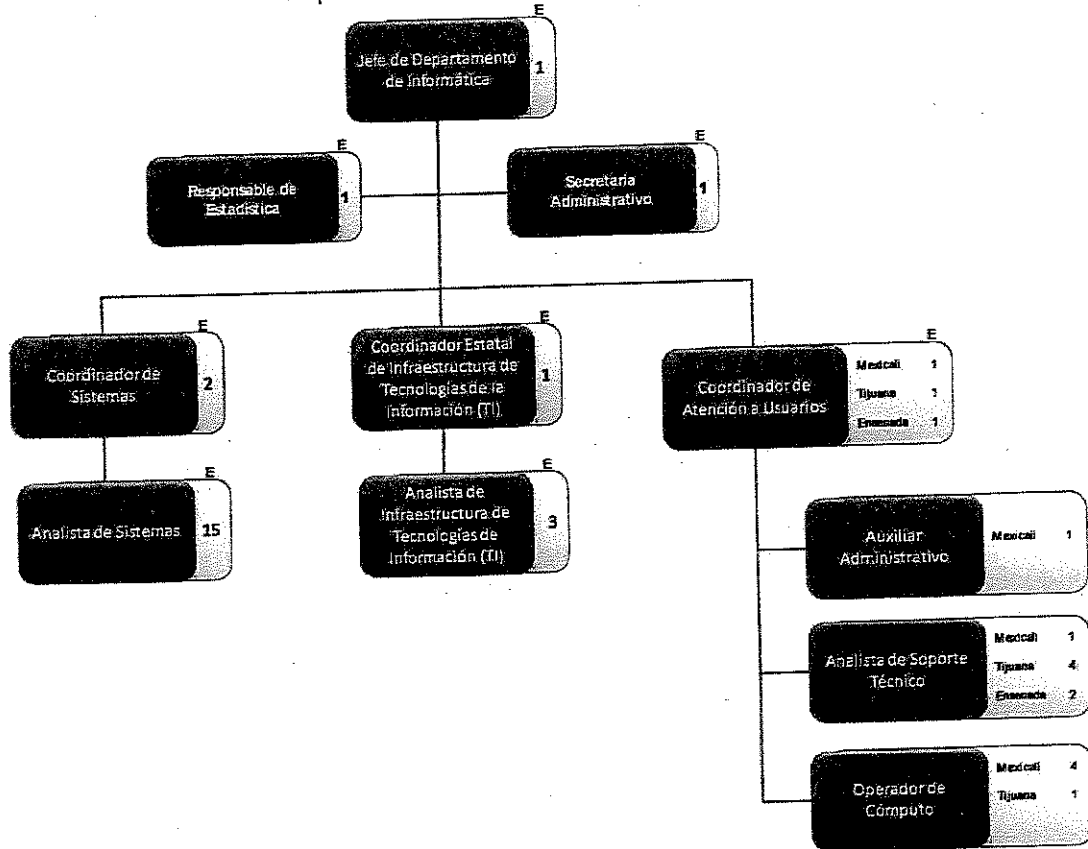 E
Jefe de Departamento
de Informática
1
E
Responsable de
Estadística
1
E
Secretaria
Administrativo
1
E
Coordinador de
Sistemas
2
E
Coordinador Estatal
de Infraestructura de
Tecnologías de la
Información (TI)
1
E
Coordinador de
Atención a Usuarios
Mexicali 1
Tijuana 1
Ensenada 1
E
Analista de Sistemas
15
E
Analista de
Infraestructura de
Tecnologías de
Información (TI)
3
Auxiliar
Administrativo
Mexicali 1
Analista de Soporte
Técnico
Mexicali 1
Tijuana 4
Ensenada 2
Operador de
Cómputo
Mexicali 4
Tijuana 1